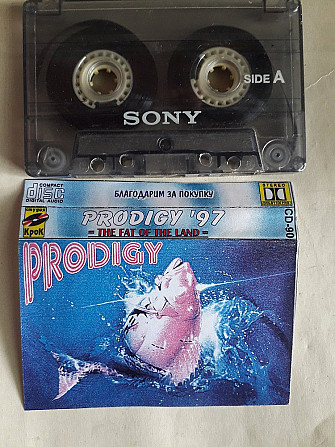 SIDE A
SONY
COMPACT
disc
DIGITAL AUDIO
БЛАГОДАРИМ ЗА ПОКУПКУ
STEREO
КроК
PRODIGY '97
= THE FAT OF THE LAND =
CD-90
PRODIGY